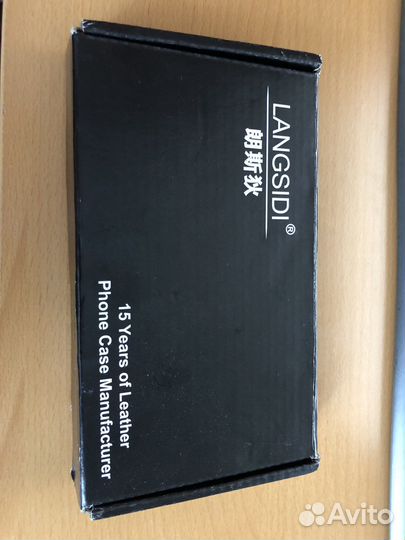 LANGSIDI®
朗斯狄
15 Years of Leather
Phone Case Manufacturer
Avito